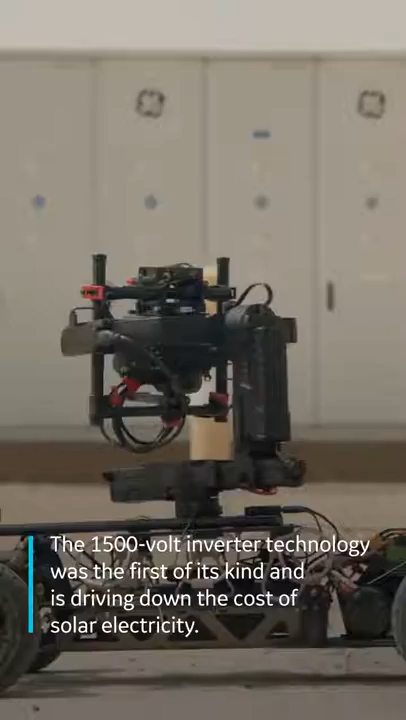 The 1500-volt inverter technology
was the first of its kind and
is driving down the cost of
solar electricity.